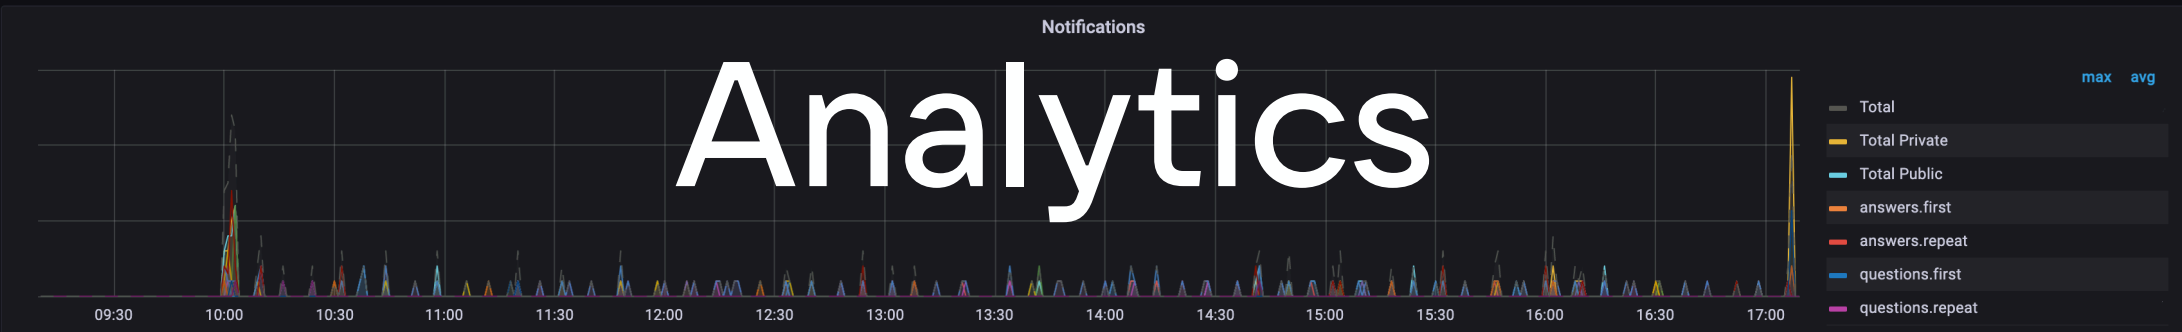 Notifications
Analytics
max avg
Total
Total Private
Total Public
answers.first
answers.repeat
questions.first
questions.repeat
09:30 10:00 10:30 11:00 11:30 12:00 12:30 13:00 13:30 14:00 14:30 15:00 15:30 16:00 16:30 17:00